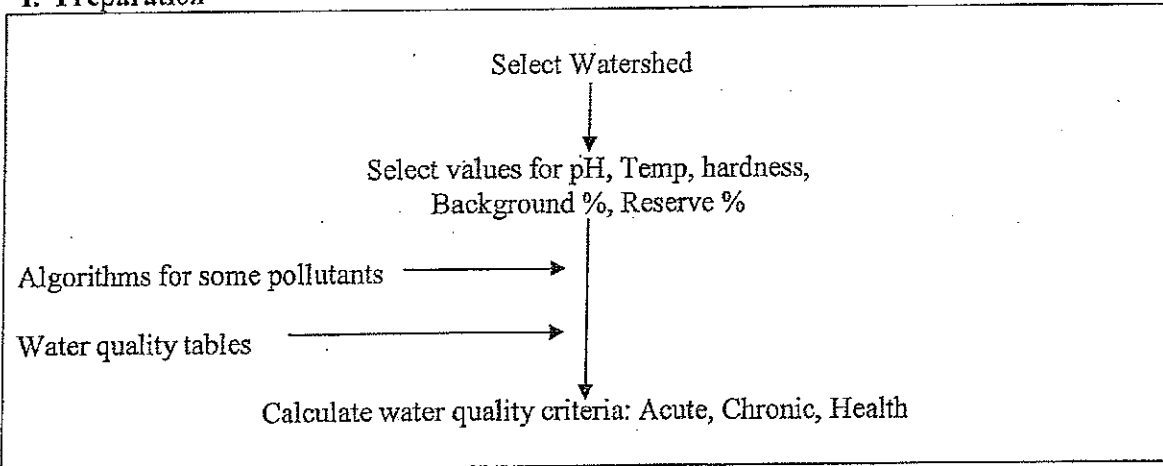 I. Preparation
Select Watershed
Select values for pH, Temp, hardness,
Background %, Reserve %
Algorithms for some pollutants
Water quality tables
Calculate water quality criteria: Acute, Chronic, Health